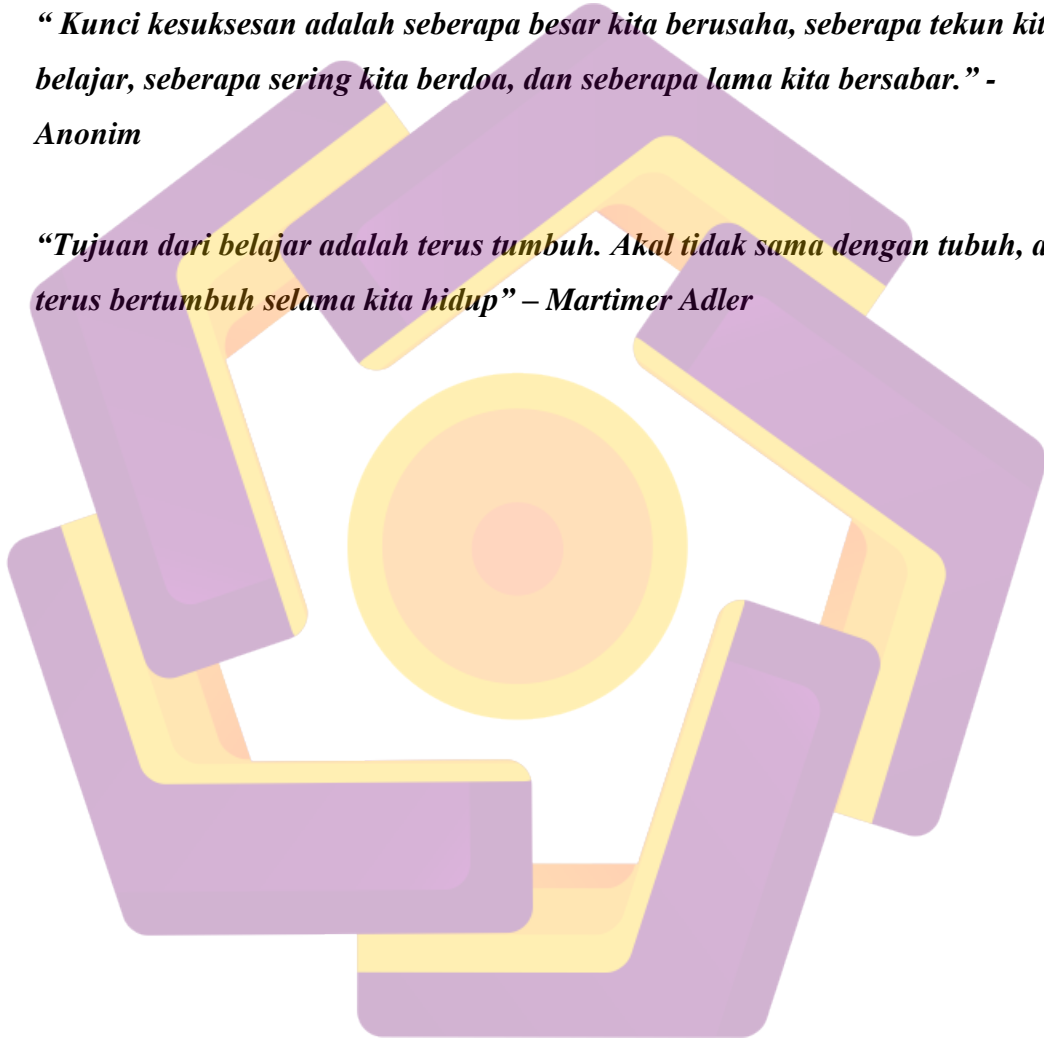 “ Kunci kesuksesan adalah seberapa besar kita berusaha, seberapa tekun
belajar, seberapa sering kita berdoa, dan seberapa lama kita bersabar.” -
Anonim
“Tujuan dari belajar adalah terus tumbuh. Akal tidak sama dengan tubuh,
terus bertumbuh selama kita hidup” – Martimer Adler